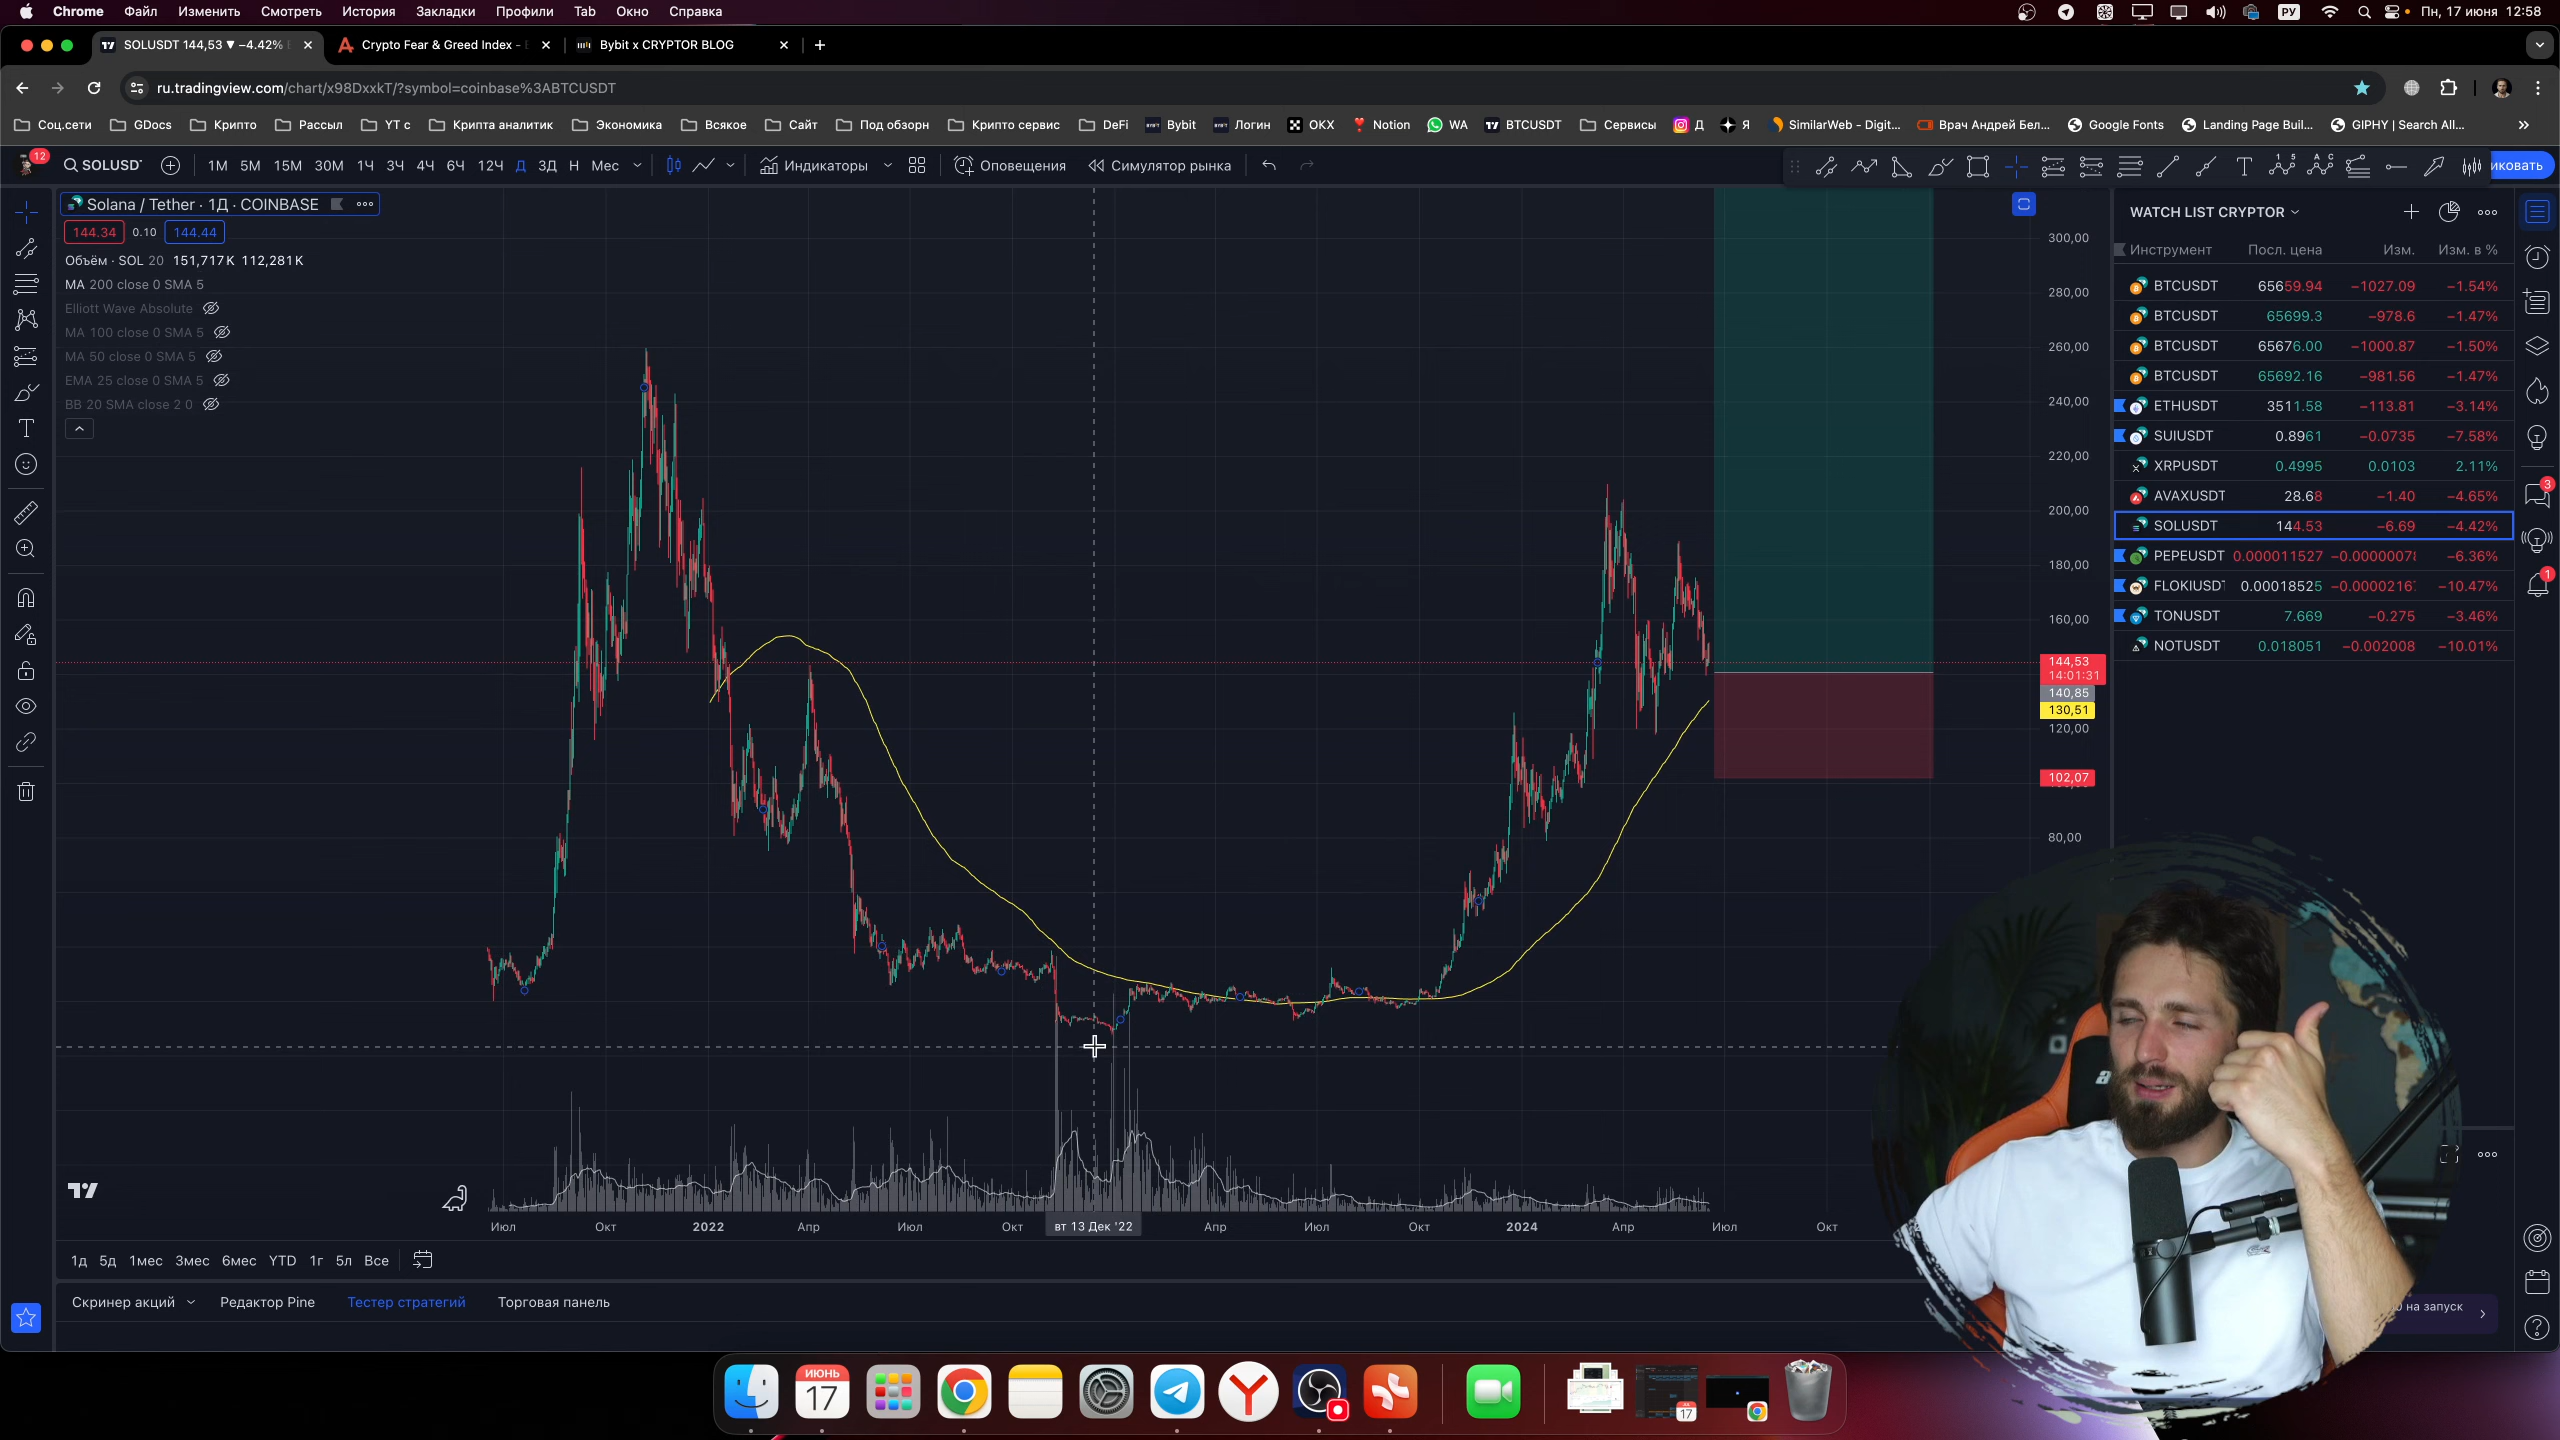 Chrome Файл Изменить Смотреть История Закладки Профили Tab Окно Справка РУ Пн, 17 июня 12:58
SOLUSDT 144,53 ▼ −4.42% Crypto Fear & Greed Index - Bybit x CRYPTOR BLOG
ru.tradingview.com/chart/x98DxxkT/?symbol=coinbase%3ABTCUSDT
Соц.сети GDocs Крипто Рассыл YT с Крипта аналитик Экономика Всякое Сайт Под обзорн Крипто сервис DeFi Bybit Логин OKX Notion WA BTCUSDT Сервисы Д Я SimilarWeb - Digit... Врач Андрей Бел... Google Fonts Landing Page Buil... GIPHY | Search All...
12 SOLUSD 1М 5М 15М 30М 1Ч 3Ч 4Ч 6Ч 12Ч Д 3Д Н Мес Индикаторы Оповещения Симулятор рынка иковать
Solana / Tether · 1Д · COINBASE
144.34 0.10 144.44
Объём · SOL 20 151,717K 112,281K
MA 200 close 0 SMA 5
Elliott Wave Absolute
MA 100 close 0 SMA 5
MA 50 close 0 SMA 5
EMA 25 close 0 SMA 5
BB 20 SMA close 2 0
300,00
280,00
260,00
240,00
220,00
200,00
180,00
160,00
144,53
14:01:31
140,85
130,51
120,00
102,07
80,00
WATCH LIST CRYPTOR
Инструмент Посл. цена Изм. Изм. в %
BTCUSDT 65659.94 −1027.09 −1.54%
BTCUSDT 65699.3 −978.6 −1.47%
BTCUSDT 65676.00 −1000.87 −1.50%
BTCUSDT 65692.16 −981.56 −1.47%
ETHUSDT 3511.58 −113.81 −3.14%
SUIUSDT 0.8961 −0.0735 −7.58%
XRPUSDT 0.4995 0.0103 2.11%
AVAXUSDT 28.68 −1.40 −4.65%
SOLUSDT 144.53 −6.69 −4.42%
PEPEUSDT 0.000011527 −0.00000078 −6.36%
FLOKIUSDT 0.00018525 −0.0000216 −10.47%
TONUSDT 7.669 −0.275 −3.46%
NOTUSDT 0.018051 −0.002008 −10.01%
3
1
Июл Окт 2022 Апр Июл Окт вт 13 Дек '22 Апр Июл Окт 2024 Апр Июл Окт
1д 5д 1мес 3мес 6мес YTD 1г 5л Все
Скринер акций Редактор Pine Тестер стратегий Торговая панель
на запуск
ИЮНЬ
17
17